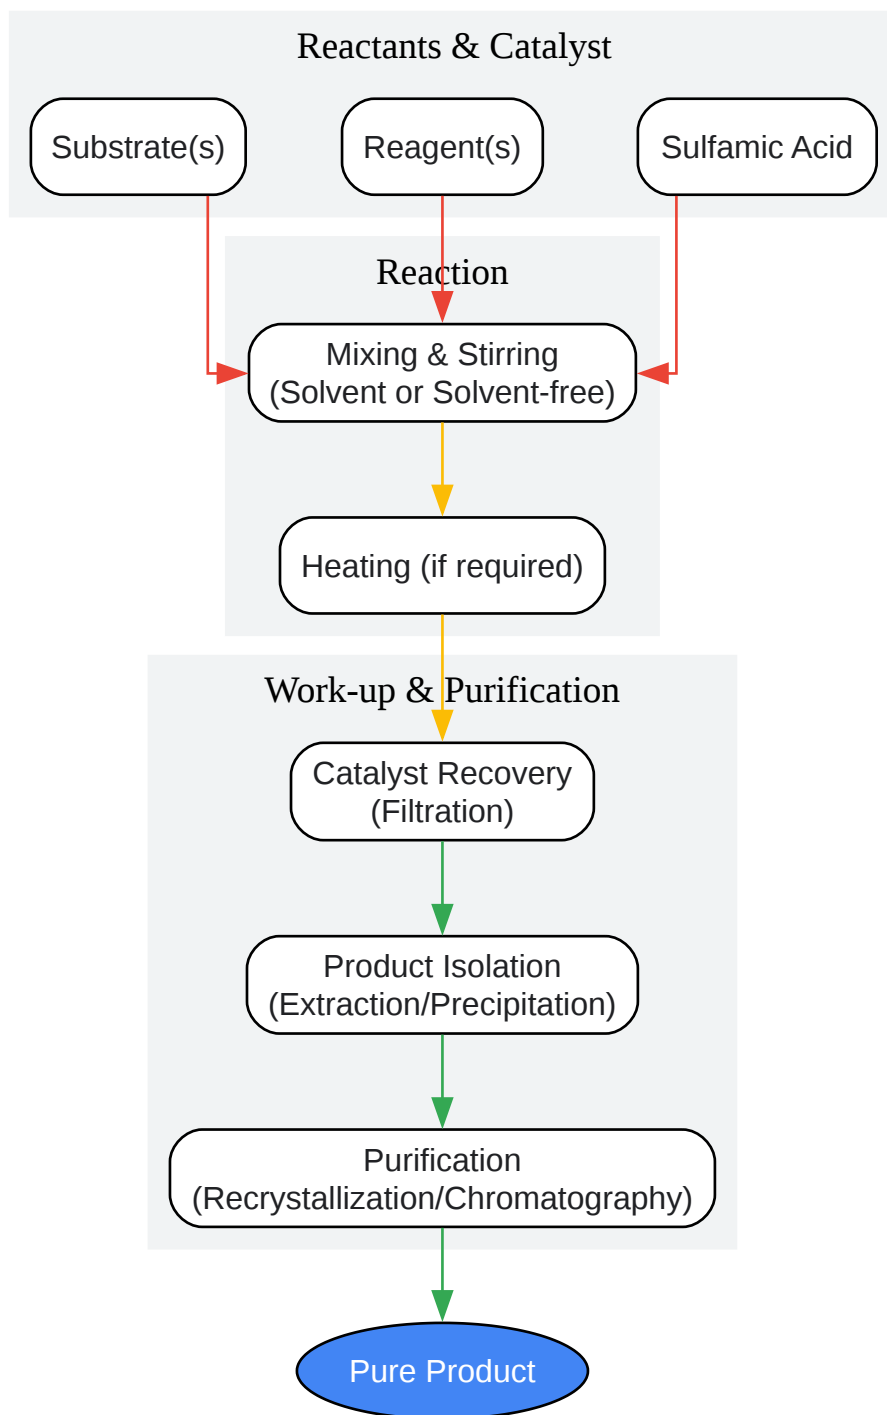 Reactants & Catalyst
Substrate(s)
Reagent(s)
Sulfamic Acid
Reaction
Mixing & Stirring
(Solvent or Solvent-free)
Heating (if required)
Work-up & Purification
Catalyst Recovery
(Filtration)
Product Isolation
(Extraction/Precipitation)
Purification
(Recrystallization/Chromatography)
Pure Product